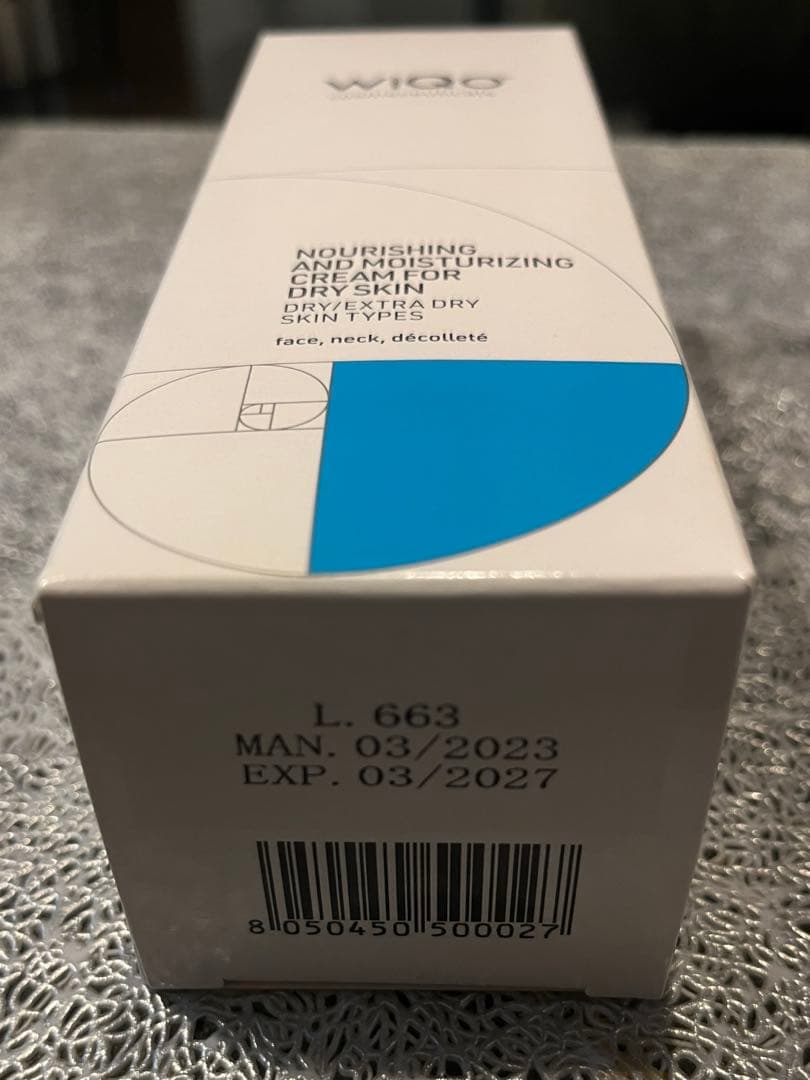 WiQo
NOURISHING
AND MOISTURIZING
CREAM FOR
DRY SKIN
DRY/EXTRA DRY
SKIN TYPES
face, neck, décolleté
L. 663
MAN. 03/2023
EXP. 03/2027
8 050450 500027